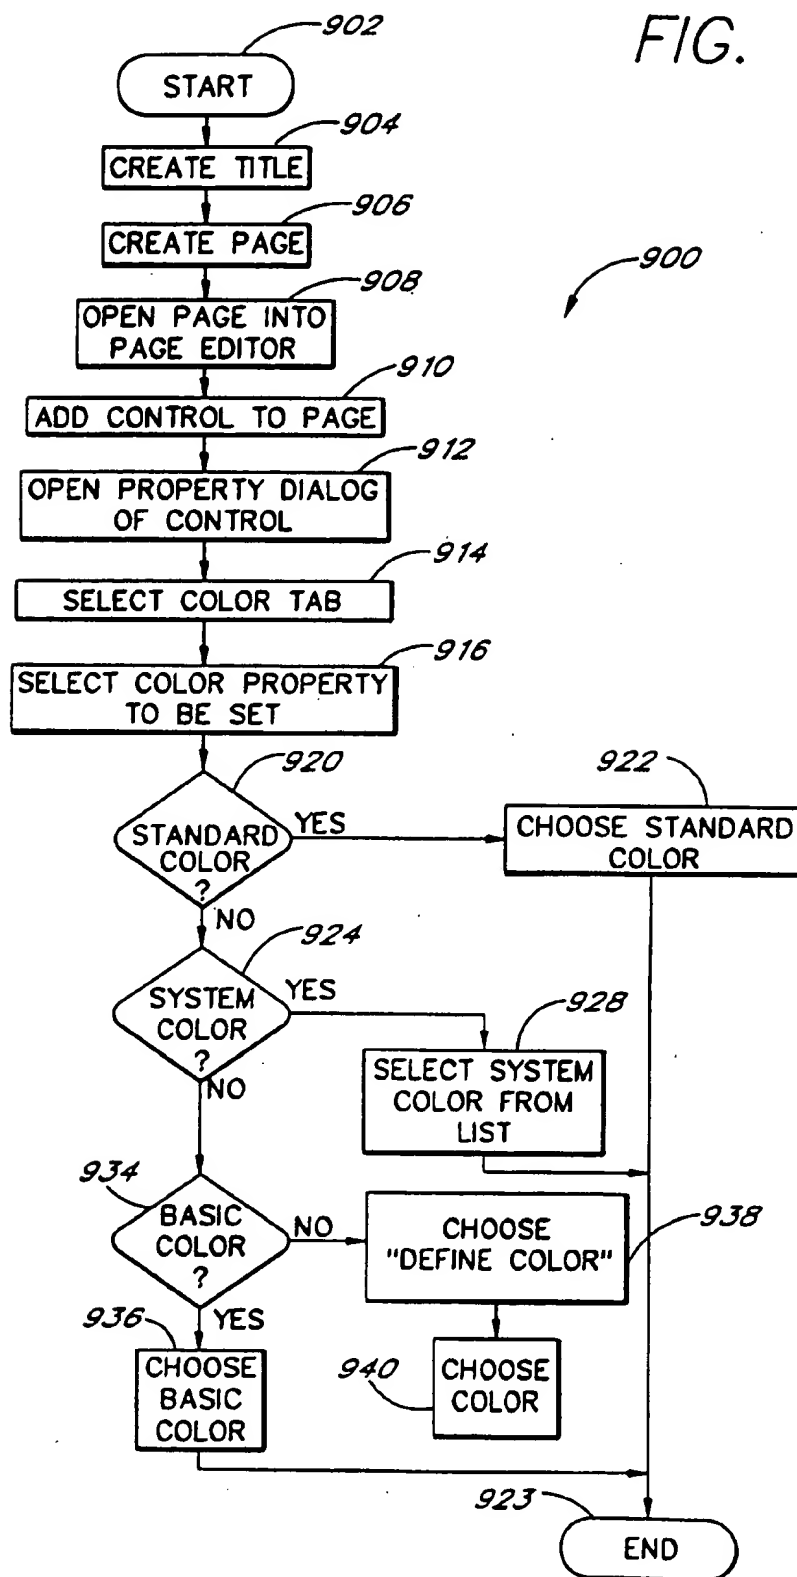 FIG.
902
START
904
CREATE TITLE
906
CREATE PAGE
900
908
OPEN PAGE INTO
PAGE EDITOR
910
ADD CONTROL TO PAGE
912
OPEN PROPERTY DIALOG
OF CONTROL
914
SELECT COLOR TAB
916
SELECT COLOR PROPERTY
TO BE SET
920
STANDARD
COLOR
?
YES
NO
922
CHOOSE STANDARD
COLOR
924
SYSTEM
COLOR
?
YES
NO
928
SELECT SYSTEM
COLOR FROM
LIST
934
BASIC
COLOR
?
NO
YES
CHOOSE
"DEFINE COLOR"
938
936
CHOOSE
BASIC
COLOR
940
CHOOSE
COLOR
923
END